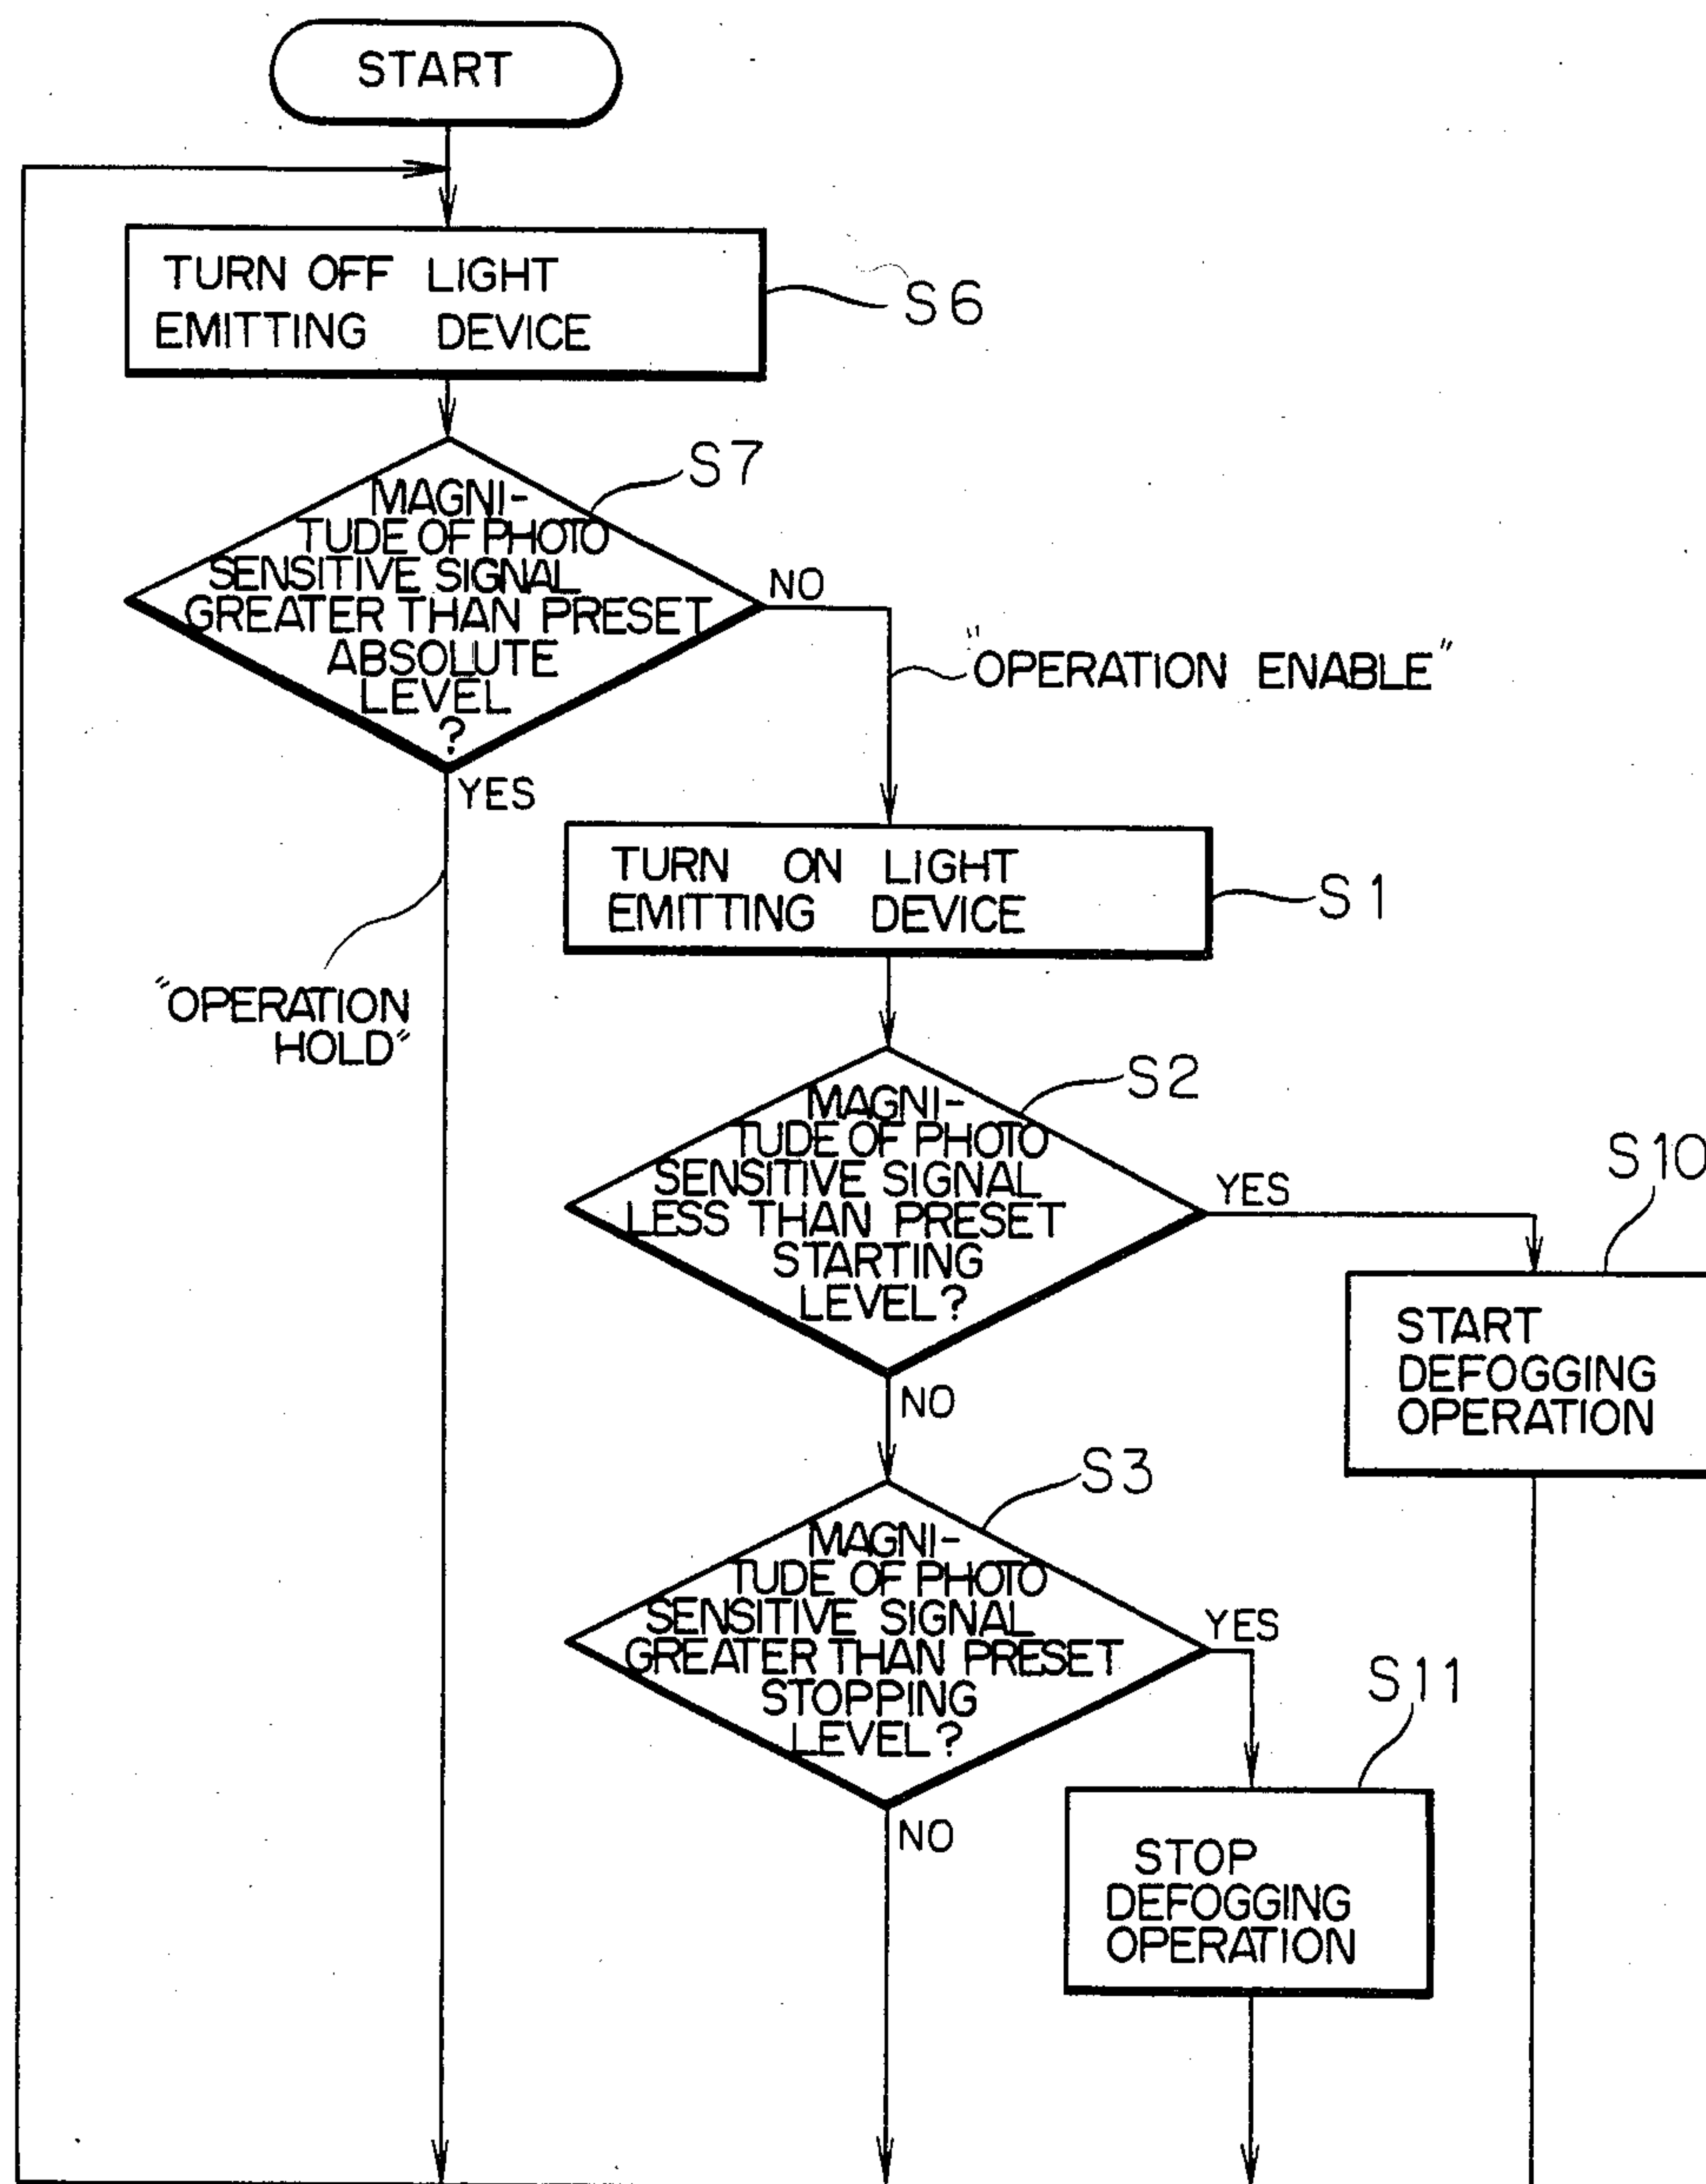 START
TURN OFF LIGHT
EMITTING DEVICE
S6
S7
MAGNI-
TUDE OF PHOTO
SENSITIVE SIGNAL
GREATER THAN PRESET
ABSOLUTE
LEVEL
?
NO
"OPERATION ENABLE"
YES
"OPERATION
HOLD"
TURN ON LIGHT
EMITTING DEVICE
S1
S2
MAGNI-
TUDE OF PHOTO
SENSITIVE SIGNAL
LESS THAN PRESET
STARTING
LEVEL?
YES
S10
START
DEFOGGING
OPERATION
NO
S3
MAGNI-
TUDE OF PHOTO
SENSITIVE SIGNAL
GREATER THAN PRESET
STOPPING
LEVEL?
YES
S11
STOP
DEFOGGING
OPERATION
NO